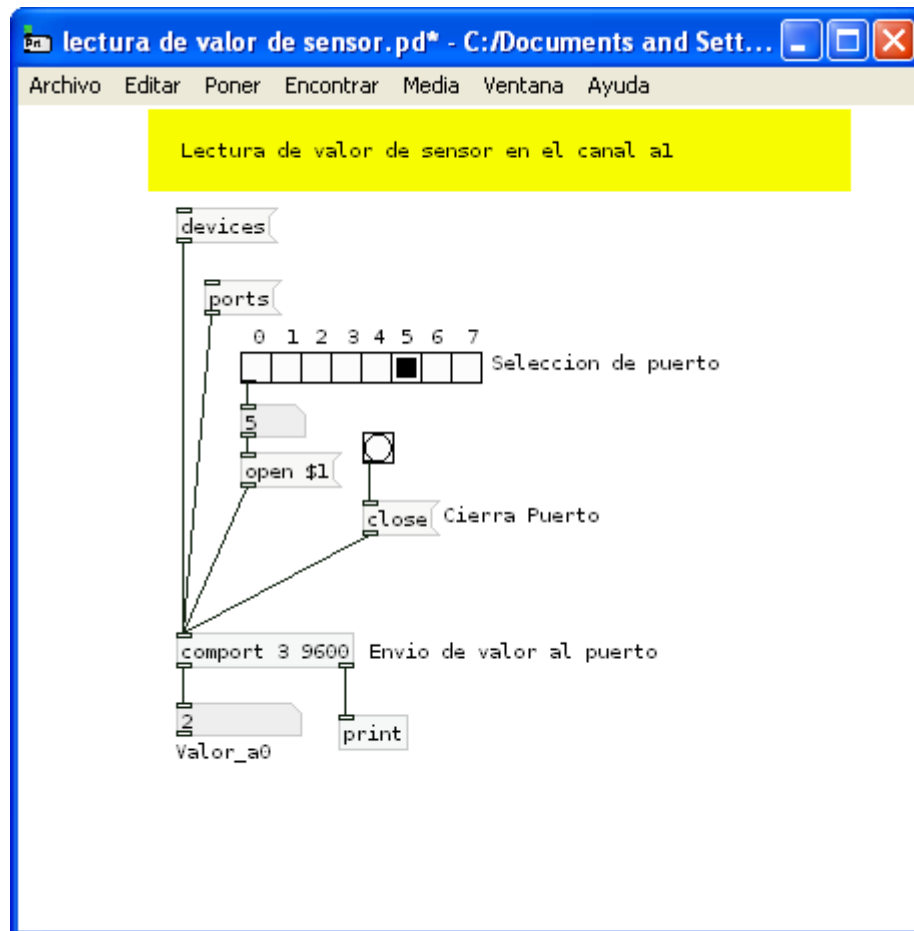 lectura de valor de sensor.pd* - C:/Documents and Sett...
Archivo Editar Poner Encontrar Media Ventana Ayuda
Lectura de valor de sensor en el canal a1
devices
ports
0 1 2 3 4 5 6 7
Seleccion de puerto
5
open $1
close Cierra Puerto
comport 3 9600 Envio de valor al puerto
2
print
Valor_a0